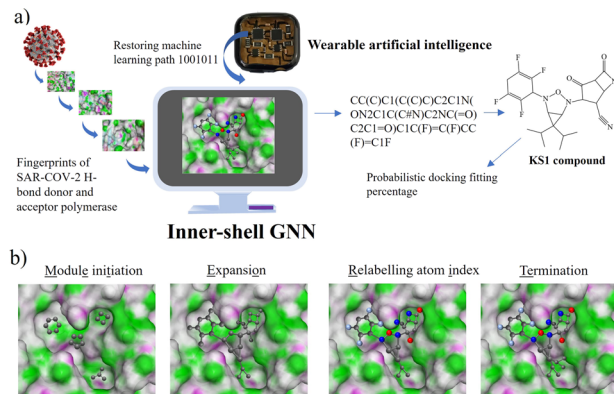 a)
Restoring machine
learning path 1001011
Wearable artificial intelligence
Fingerprints of
SAR-COV-2 H-
bond donor and
acceptor polymerase
CC(C)C1(C(C)C)C2C1N(
ON2C1C(C#N)C2NC(=O)
C2C1=O)C1C(F)=C(F)CC
(F)=C1F
F
F
F
F
N
O
N
O
O
N
N
KS1 compound
Probabilistic docking fitting
percentage
Inner-shell GNN
b)
Module initiation
Expansion
Relabelling atom index
Termination